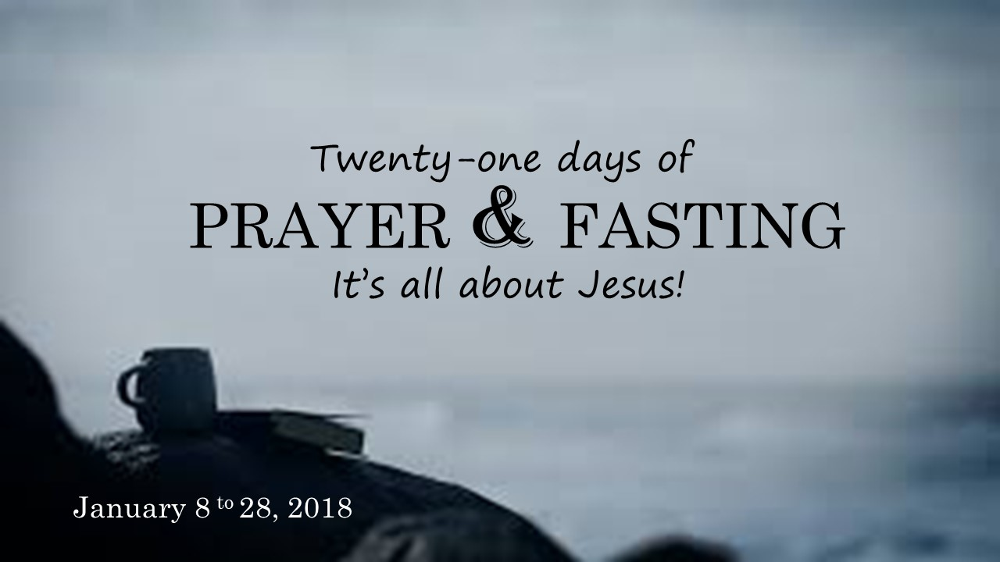 Twenty-one days of
PRAYER & FASTING
It's all about Jesus!
January 8 to 28, 2018